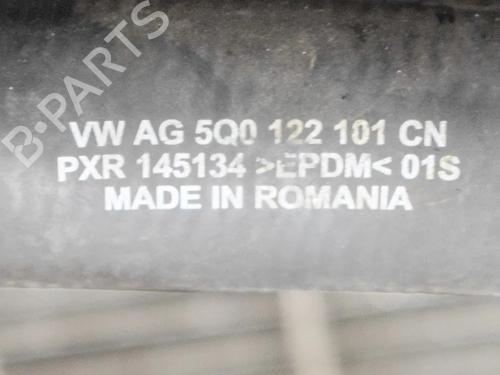 B-PARTS
VW AG 5Q0 122 101 CN
PXR 145134 >EPDM< 01S
MADE IN ROMANIA